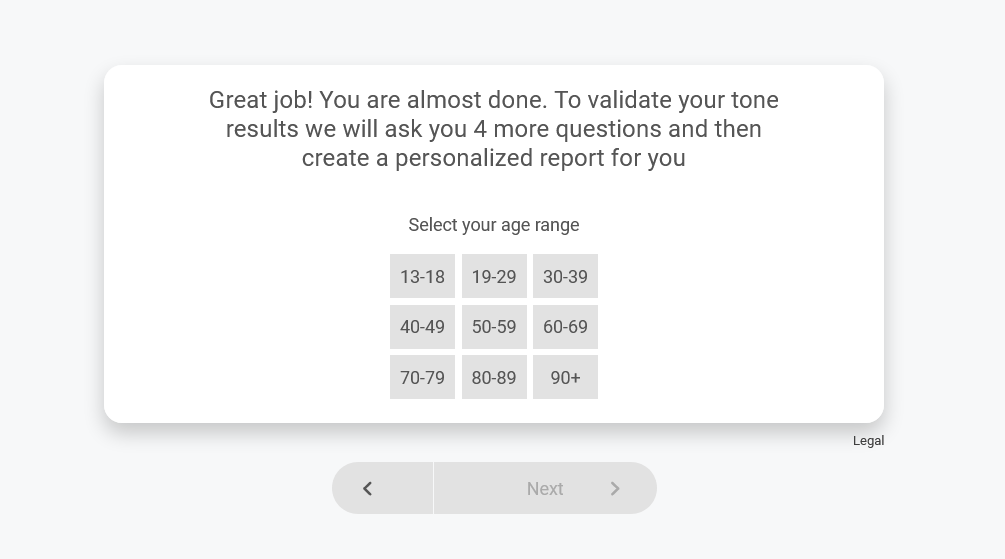 Great job! You are almost done. To validate your tone
results we will ask you 4 more questions and then
create a personalized report for you
Select your age range
13-18 19-29 30-39
40-49 50-59 60-69
70-79 80-89 90+
Legal
Next